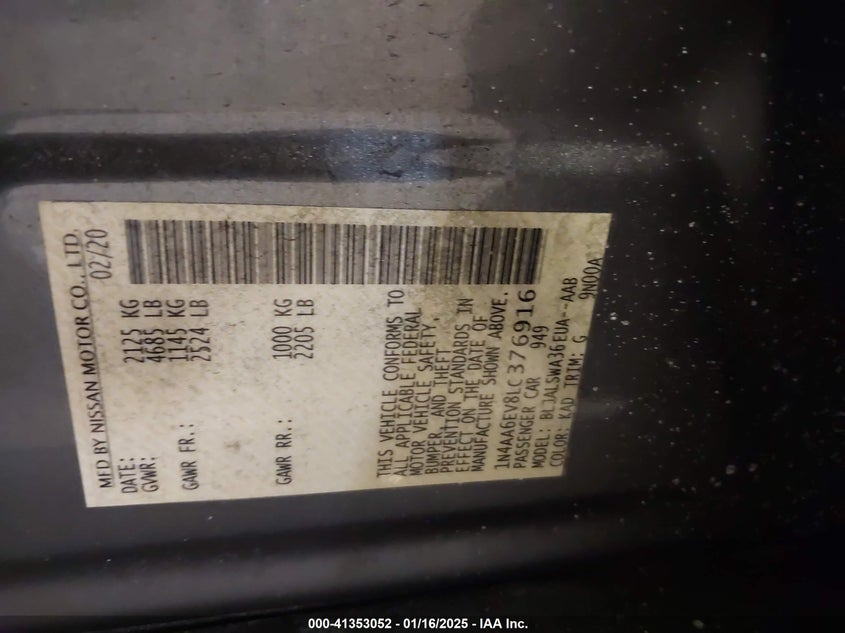 MFD BY NISSAN MOTOR CO., LTD.
DATE: 02/20
GVWR: 2125 KG
4685 LB
GAWR FR.: 1145 KG
2524 LB
GAWR RR.: 1000 KG
2205 LB
THIS VEHICLE CONFORMS TO
ALL APPLICABLE FEDERAL
MOTOR VEHICLE SAFETY,
BUMPER, AND THEFT
PREVENTION STANDARDS IN
EFFECT ON THE DATE OF
MANUFACTURE SHOWN ABOVE.
1N4AA6EV8LC376916
PASSENGER CAR 949
MODEL: BLJALSWA36EUA--AAB
COLOR: KAD TRIM: G 9N00A
000-41353052 - 01/16/2025 - IAA Inc.